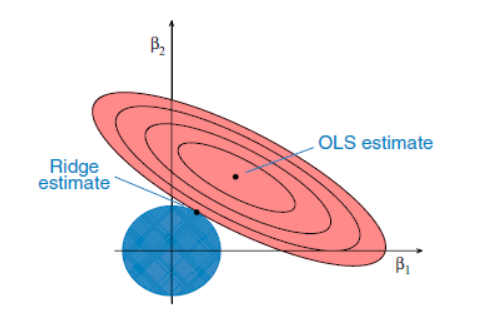 β2
OLS estimate
Ridge
estimate
β1